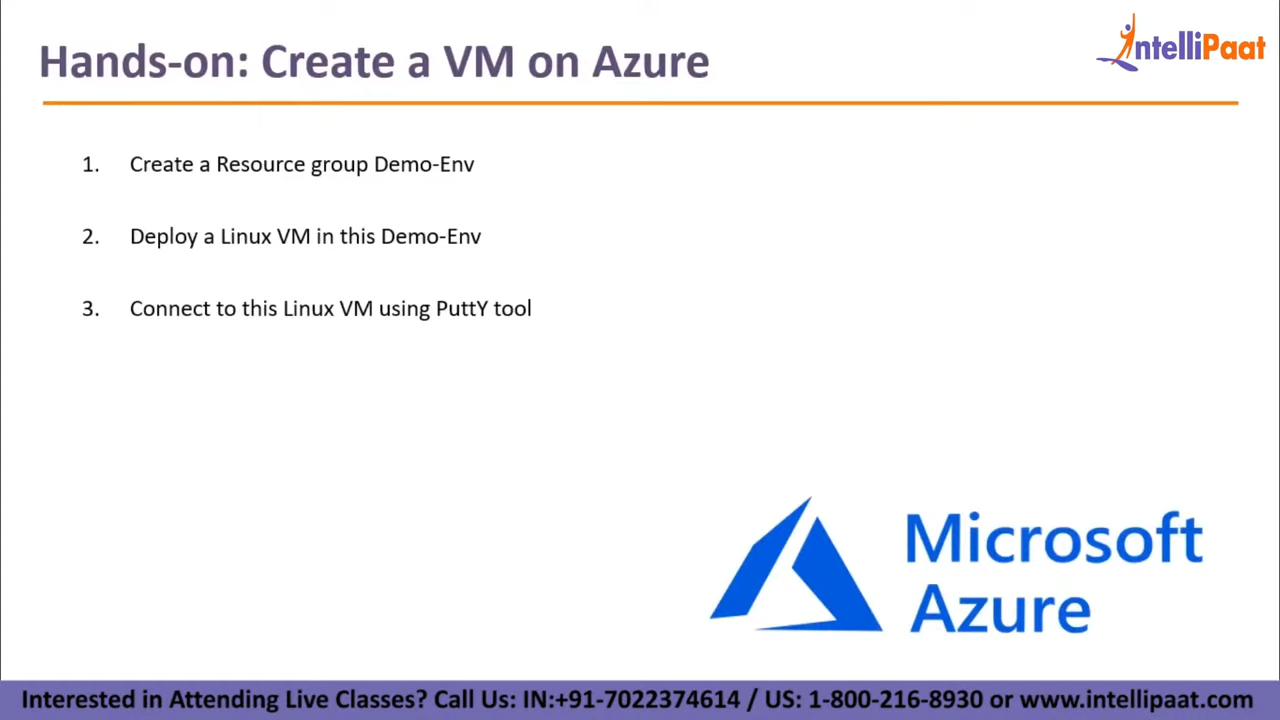 Hands-on: Create a VM on Azure
IntelliPaat
1. Create a Resource group Demo-Env
2. Deploy a Linux VM in this Demo-Env
3. Connect to this Linux VM using PuttY tool
Microsoft
Azure
Interested in Attending Live Classes? Call Us: IN:+91-7022374614 / US: 1-800-216-8930 or www.intellipaat.com